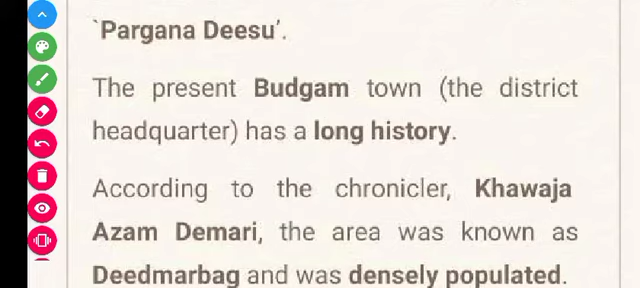 `Pargana Deesu'.
The present Budgam town (the district
headquarter) has a long history.
According to the chronicler, Khawaja
Azam Demari, the area was known as
Deedmarbag and was densely populated.